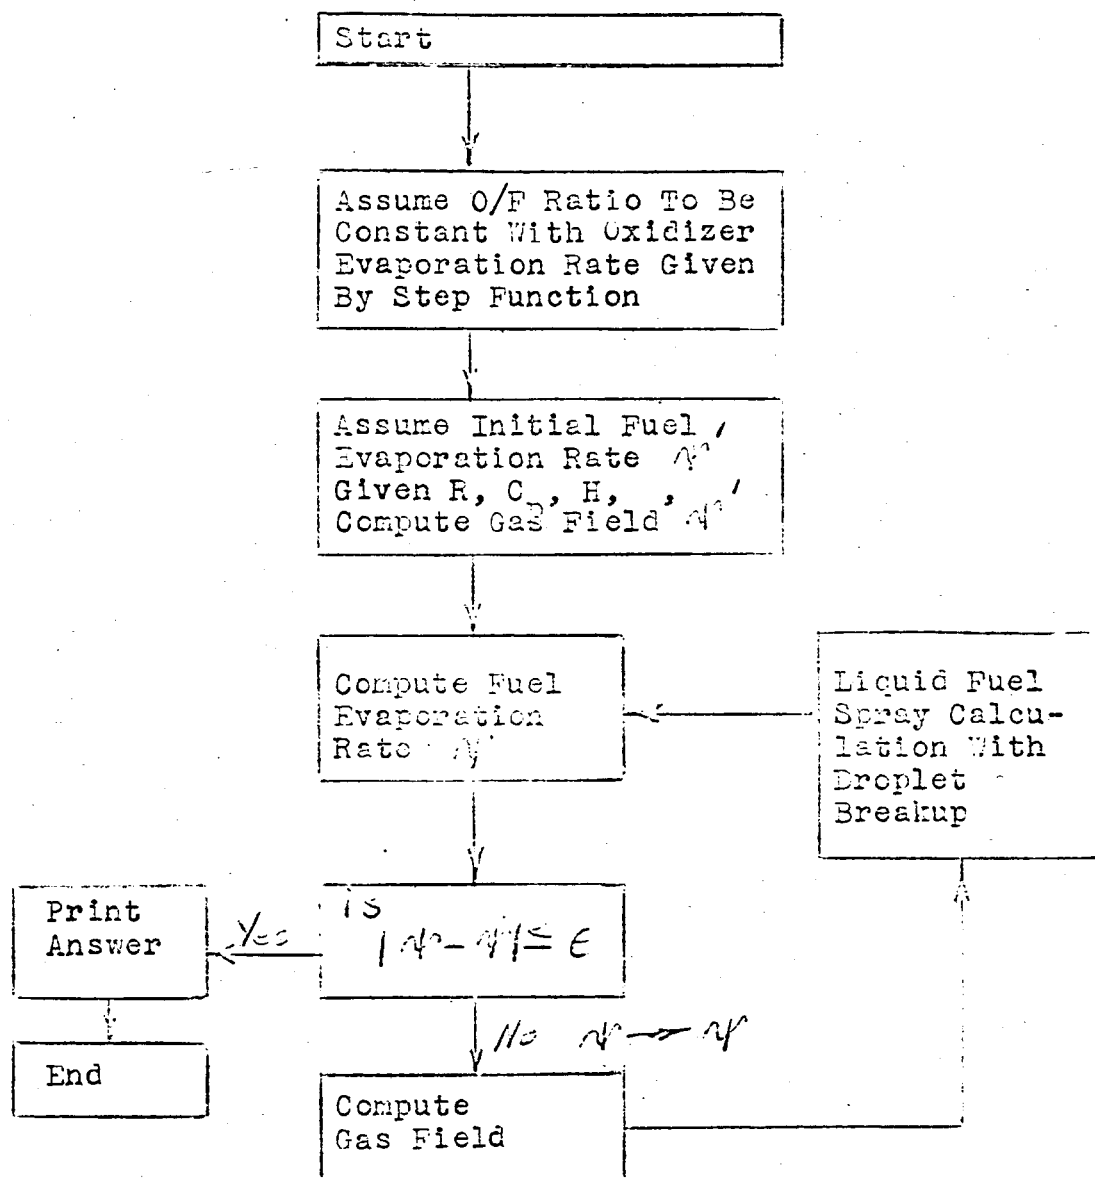 Start
Assume O/F Ratio To Be
Constant With Oxidizer
Evaporation Rate Given
By Step Function
Assume Initial Fuel
Evaporation Rate ψ'
Given R, Cp, H, , ,
Compute Gas Field ψ'
Compute Fuel
Evaporation
Rate ψ
Liquid Fuel
Spray Calcu-
lation With
Droplet
Breakup
Print
Answer
Yes
is
|ψ - ψ'| ≤ ε
No ψ → ψ
End
Compute
Gas Field